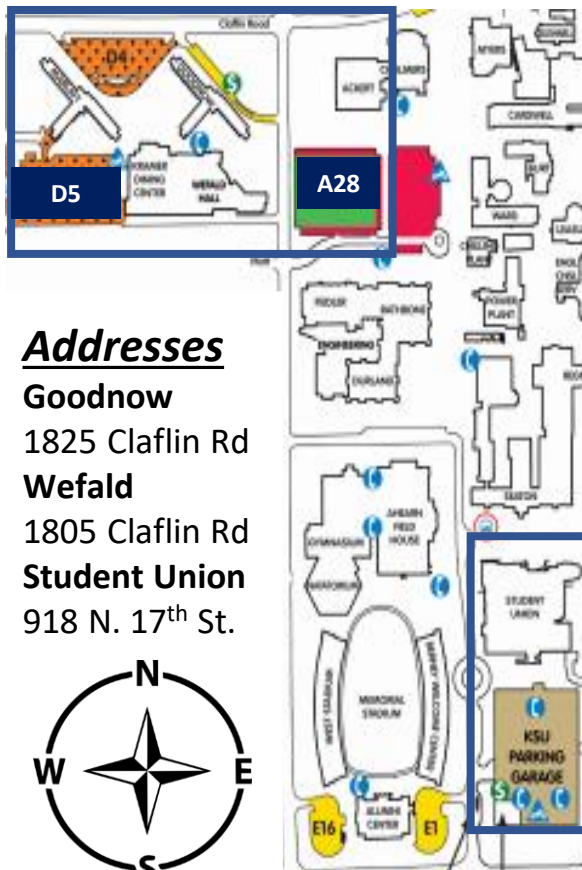 Claflin Road
D4
S
ACKERT
CHALMERS
MYERS
CARDWELL
KRAMER
DINING
CENTER
WEFALD
HALL
D5
A28
BURT
WARD
POWER
PLANT
FIEDLER
RATHBONE
ENGINEERING
DURLAND
Addresses
Goodnow
1825 Claflin Rd
Wefald
1805 Claflin Rd
Student Union
918 N. 17th St.
SEATON
AHEARN
FIELD
HOUSE
GYMNASIUM
NATATORIUM
STUDENT
UNION
WEST STADIUM
MEMORIAL
STADIUM
KSU
PARKING
GARAGE
S
ALUMNI
CENTER
E16
E1
N
W
E
S